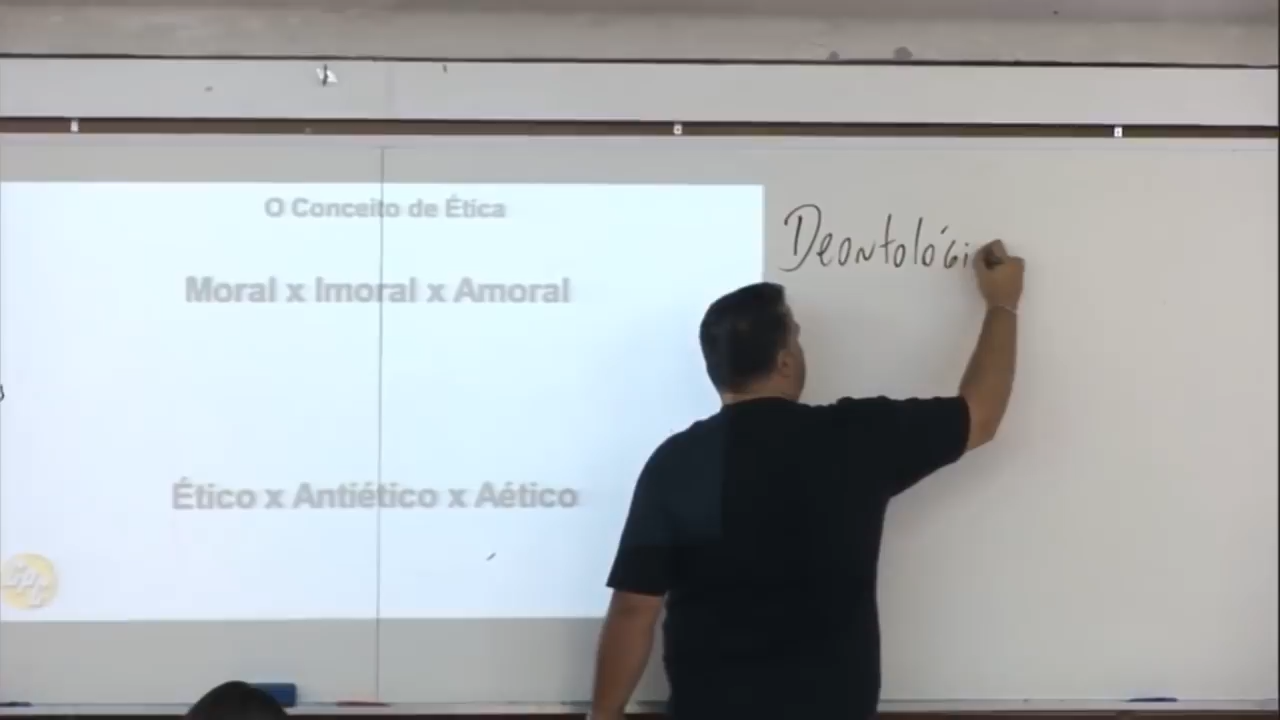 O Conceito de Ética
Moral x Imoral x Amoral
Ético x Antiético x Aético
Deontológi